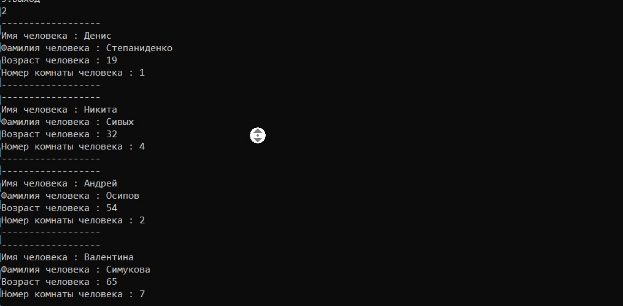 3.Выход
2
-----------------
Имя человека : Денис
Фамилия человека : Степаниденко
Возраст человека : 19
Номер комнаты человека : 1
-----------------
-----------------
Имя человека : Никита
Фамилия человека : Сивых
Возраст человека : 32
Номер комнаты человека : 4
-----------------
-----------------
Имя человека : Андрей
Фамилия человека : Осипов
Возраст человека : 54
Номер комнаты человека : 2
-----------------
-----------------
Имя человека : Валентина
Фамилия человека : Симукова
Возраст человека : 65
Номер комнаты человека : 7